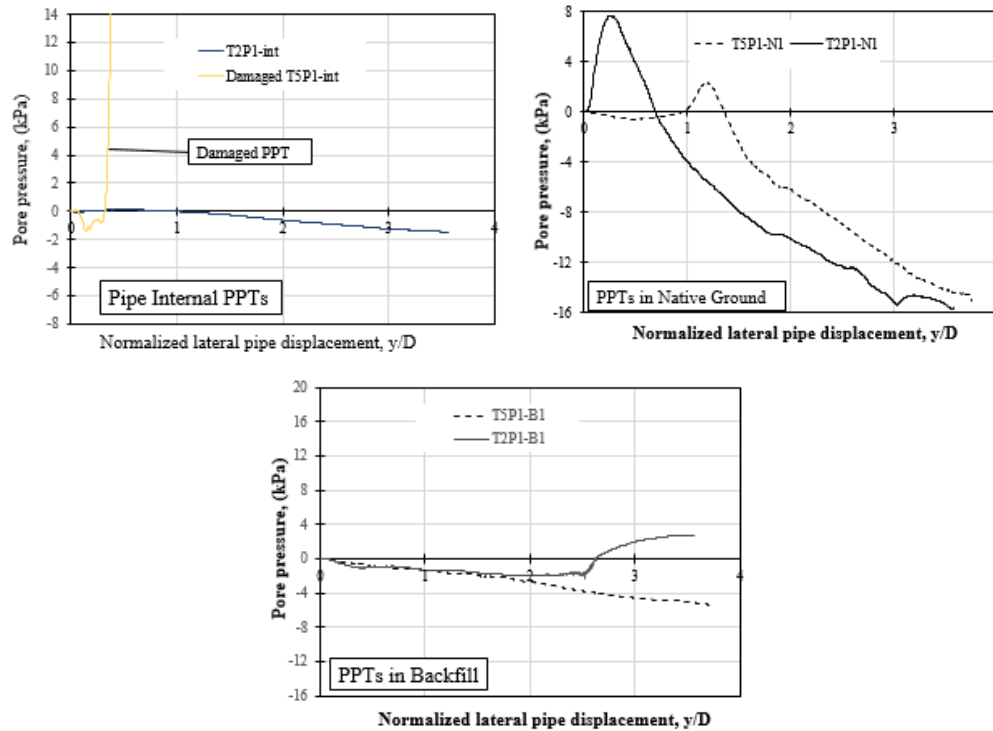 14
12
10
8
6
4
2
0
-2
-4
-6
-8
0
1
2
3
4
T2P1-int
Damaged T5P1-int
Damaged PPT
Pipe Internal PPTs
Pore pressure, (kPa)
Normalized lateral pipe displacement, y/D
8
4
0
-4
-8
-12
-16
0
1
2
3
T5P1-N1
T2P1-N1
PPTs in Native Ground
Pore pressure, (kPa)
Normalized lateral pipe displacement, y/D
20
16
12
8
4
0
-4
-8
-12
-16
0
1
2
3
4
T5P1-B1
T2P1-B1
PPTs in Backfill
Pore pressure, (kPa)
Normalized lateral pipe displacement, y/D